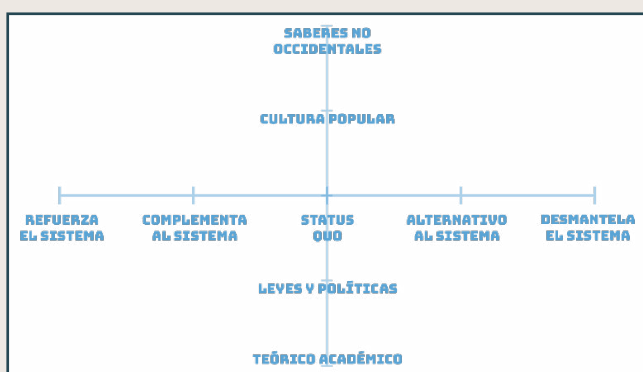 SABERES NO
OCCIDENTALES
CULTURA POPULAR
REFUERZA
EL SISTEMA
COMPLEMENTA
AL SISTEMA
STATUS
QUO
ALTERNATIVO
AL SISTEMA
DESMANTELA
EL SISTEMA
LEYES Y POLÍTICAS
TEÓRICO ACADÉMICO